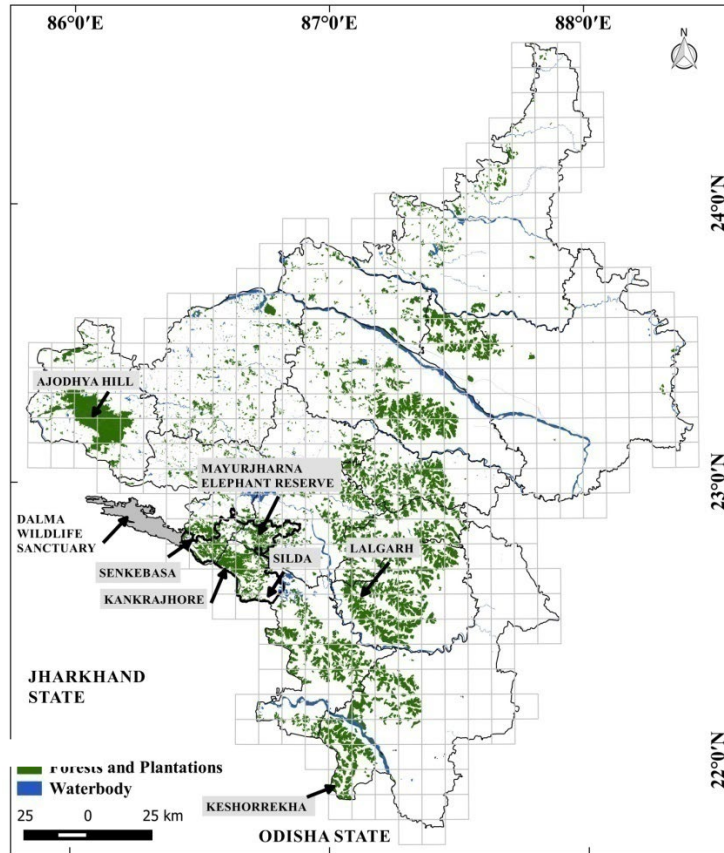 86°0′E 87°0′E 88°0′E
N
24°0′N
AJODHYA HILL
MAYURJHARNA
ELEPHANT RESERVE
23°0′N
DALMA
WILDLIFE
SANCTUARY
SILDA
LALGARH
SENKEBASA
KANKRAJHORE
JHARKHAND
STATE
22°0′N
Forests and Plantations
Waterbody
25 0 25 km
KESHORREKHA
ODISHA STATE